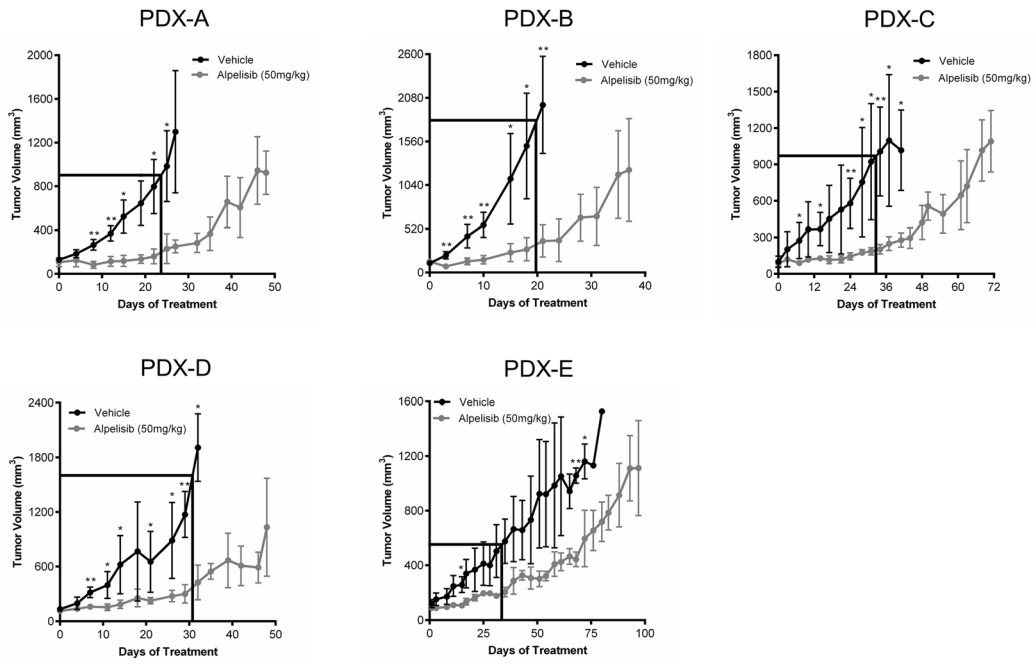 PDX-A
PDX-B
PDX-C
Vehicle
Alpelisib (50mg/kg)
Tumor Volume (mm³)
2000
1600
1200
800
400
0
* ** ** * * * *
0 10 20 30 40 50
Days of Treatment
Vehicle
Alpelisib (50mg/kg)
Tumor Volume (mm³)
2600
2080
1560
1040
520
0
** ** ** * * **
0 10 20 30 40
Days of Treatment
Vehicle
Alpelisib (50mg/kg)
Tumor Volume (mm³)
1800
1500
1200
900
600
300
0
* * ** * * ** * *
0 12 24 36 48 60 72
Days of Treatment
PDX-D
PDX-E
Vehicle
Alpelisib (50mg/kg)
Tumor Volume (mm³)
2400
1800
1200
600
0
** * * * * ** *
0 10 20 30 40 50
Days of Treatment
Vehicle
Alpelisib (50mg/kg)
Tumor Volume (mm³)
1600
1200
800
400
0
* ** *
0 25 50 75 100
Days of Treatment